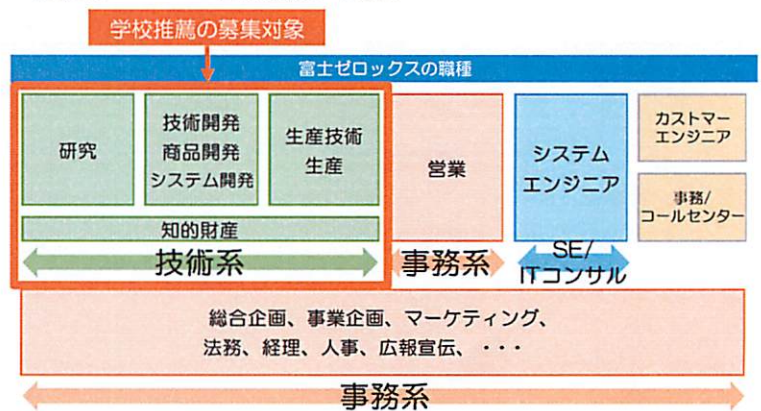 学校推薦の募集対象
富士ゼロックスの職種
研究
技術開発
商品開発
システム開発
生産技術
生産
知的財産
技術系
営業
事務系
システム
エンジニア
SE/
ITコンサル
カストマー
エンジニア
事務/
コールセンター
総合企画、事業企画、マーケティング、
法務、経理、人事、広報宣伝、・・・
事務系